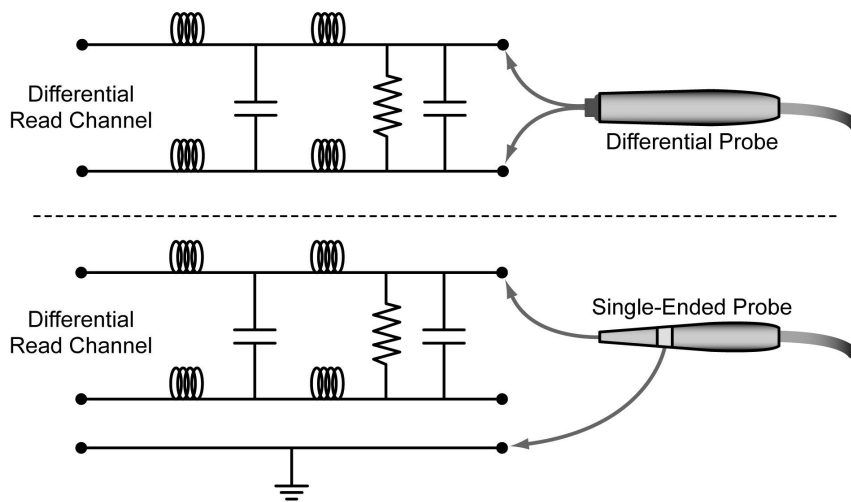 Differential
Read Channel
Differential Probe
Differential
Read Channel
Single-Ended Probe